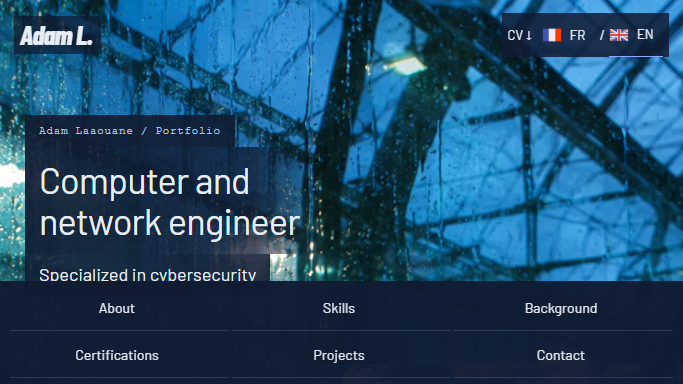 Adam L.
CV↓ FR / EN
Adam Laaouane / Portfolio
Computer and
network engineer
Specialized in cybersecurity
About Skills Background
Certifications Projects Contact